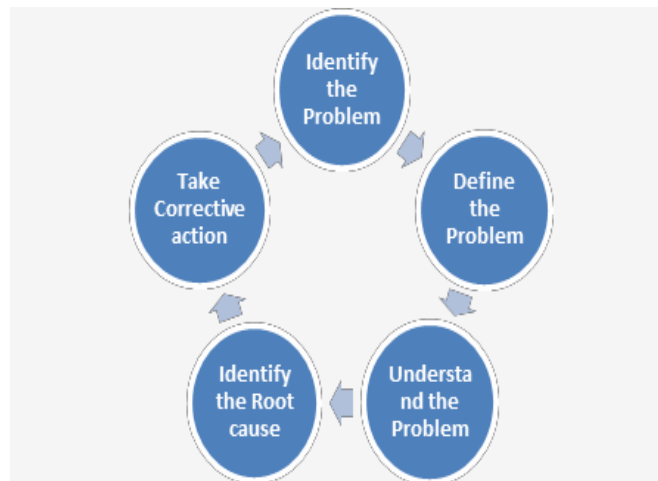 Identify
the
Problem
Define
the
Problem
Understa
nd the
Problem
Identify
the Root
cause
Take
Corrective
action